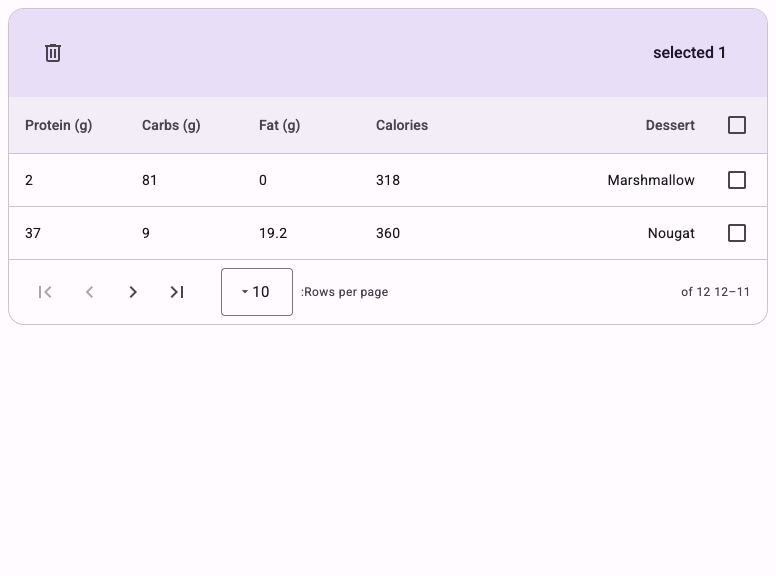 selected 1
Protein (g) Carbs (g) Fat (g) Calories Dessert
2 81 0 318 Marshmallow
37 9 19.2 360 Nougat
10 :Rows per page of 12 12–11